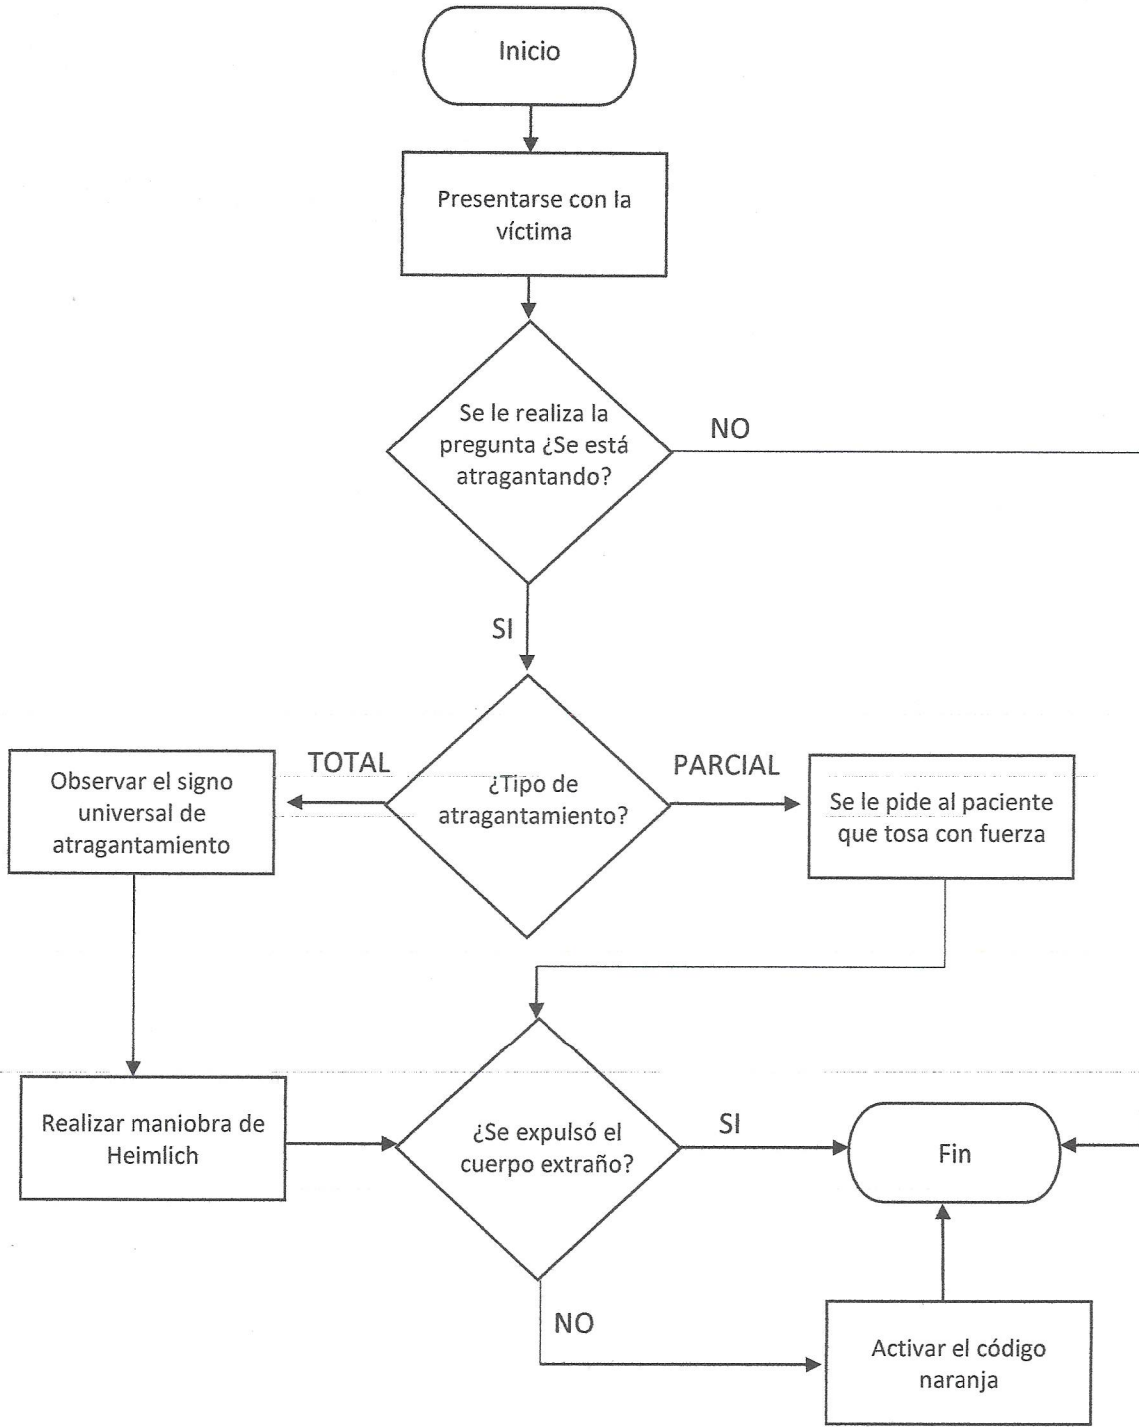 Inicio
Presentarse con la
víctima
Se le realiza la
pregunta ¿Se está
atragantando?
NO
SI
TOTAL
¿Tipo de
atragantamiento?
PARCIAL
Observar el signo
universal de
atragantamiento
Se le pide al paciente
que tosa con fuerza
Realizar maniobra de
Heimlich
¿Se expulsó el
cuerpo extraño?
SI
Fin
NO
Activar el código
naranja